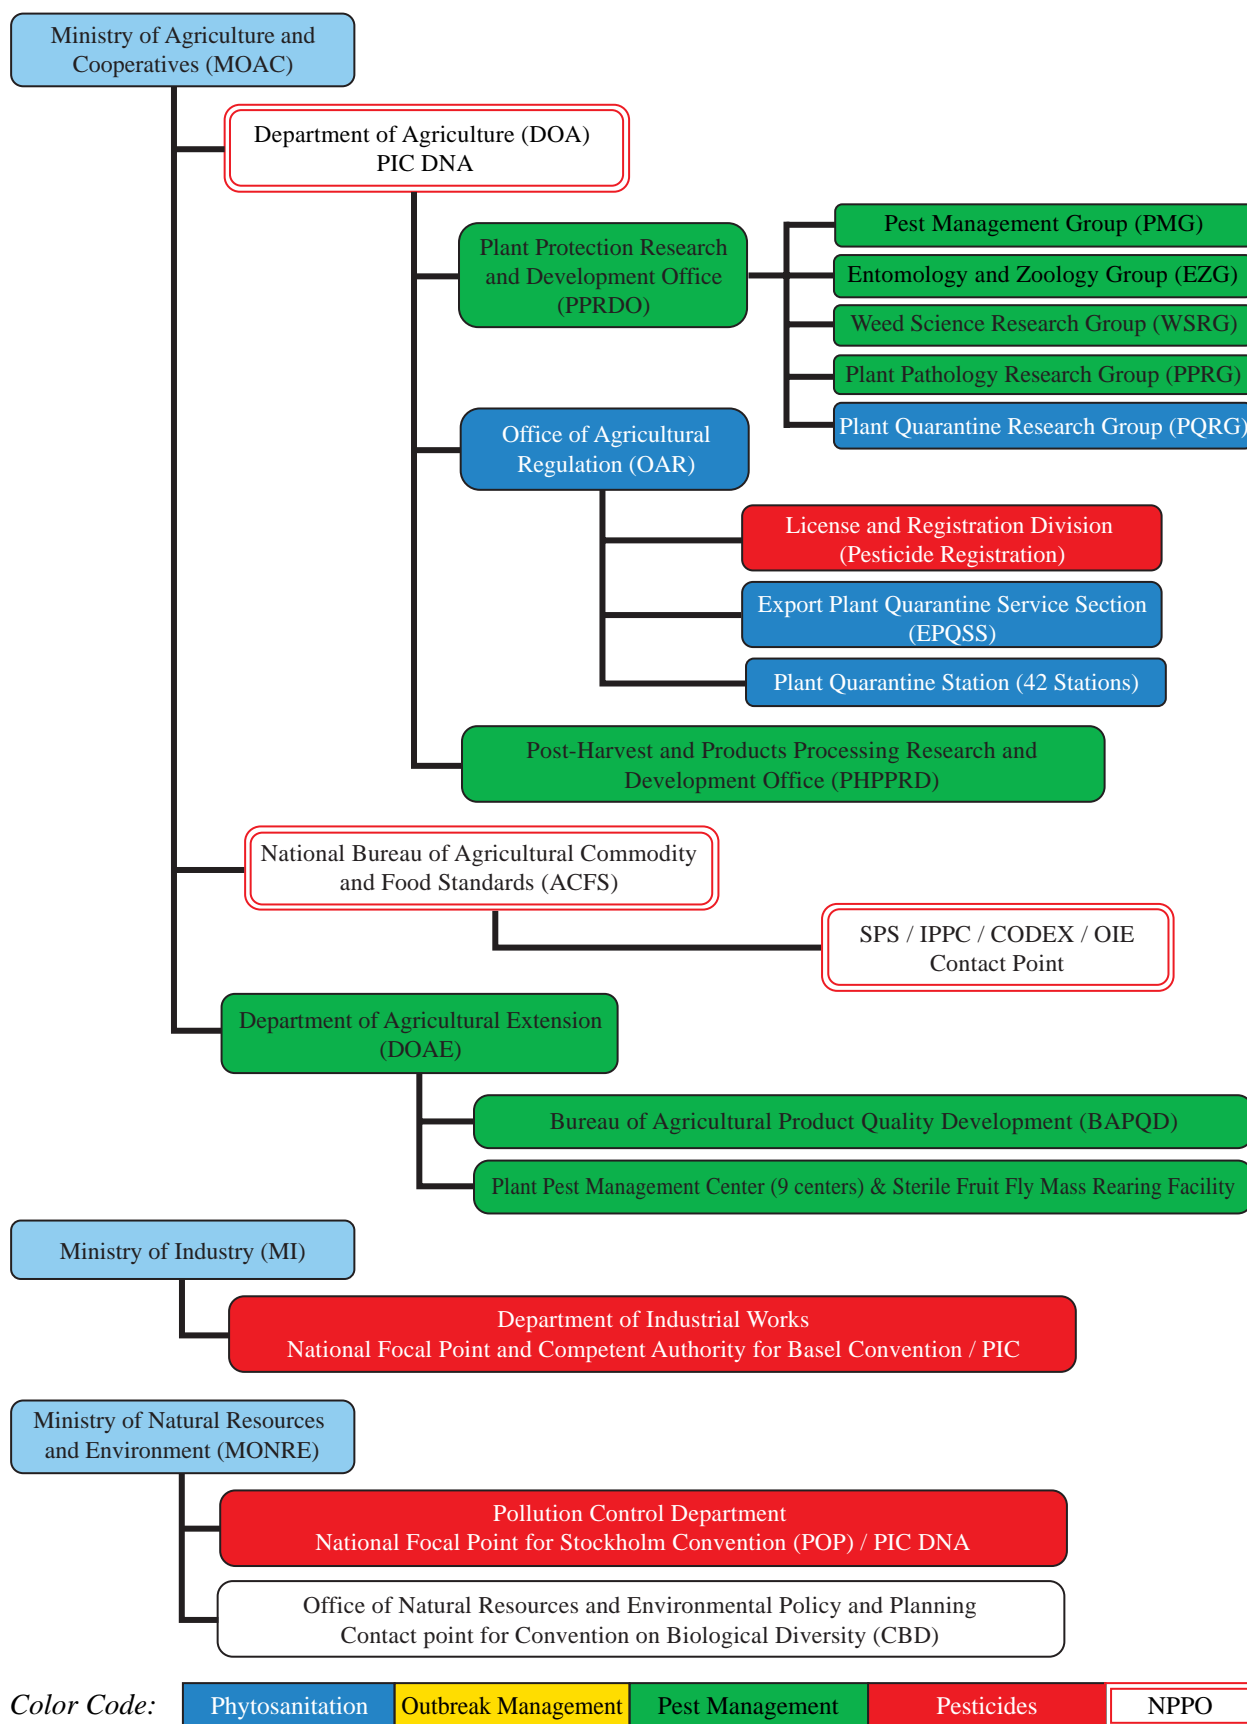 Ministry of Agriculture and
Cooperatives (MOAC)
Department of Agriculture (DOA)
PIC DNA
Plant Protection Research
and Development Office
(PPRDO)
Pest Management Group (PMG)
Entomology and Zoology Group (EZG)
Weed Science Research Group (WSRG)
Plant Pathology Research Group (PPRG)
Plant Quarantine Research Group (PQRG)
Office of Agricultural
Regulation (OAR)
License and Registration Division
(Pesticide Registration)
Export Plant Quarantine Service Section
(EPQSS)
Plant Quarantine Station (42 Stations)
Post-Harvest and Products Processing Research and
Development Office (PHPPRD)
National Bureau of Agricultural Commodity
and Food Standards (ACFS)
SPS / IPPC / CODEX / OIE
Contact Point
Department of Agricultural Extension
(DOAE)
Bureau of Agricultural Product Quality Development (BAPQD)
Plant Pest Management Center (9 centers) & Sterile Fruit Fly Mass Rearing Facility
Ministry of Industry (MI)
Department of Industrial Works
National Focal Point and Competent Authority for Basel Convention / PIC
Ministry of Natural Resources
and Environment (MONRE)
Pollution Control Department
National Focal Point for Stockholm Convention (POP) / PIC DNA
Office of Natural Resources and Environmental Policy and Planning
Contact point for Convention on Biological Diversity (CBD)
Color Code: Phytosanitation Outbreak Management Pest Management Pesticides NPPO